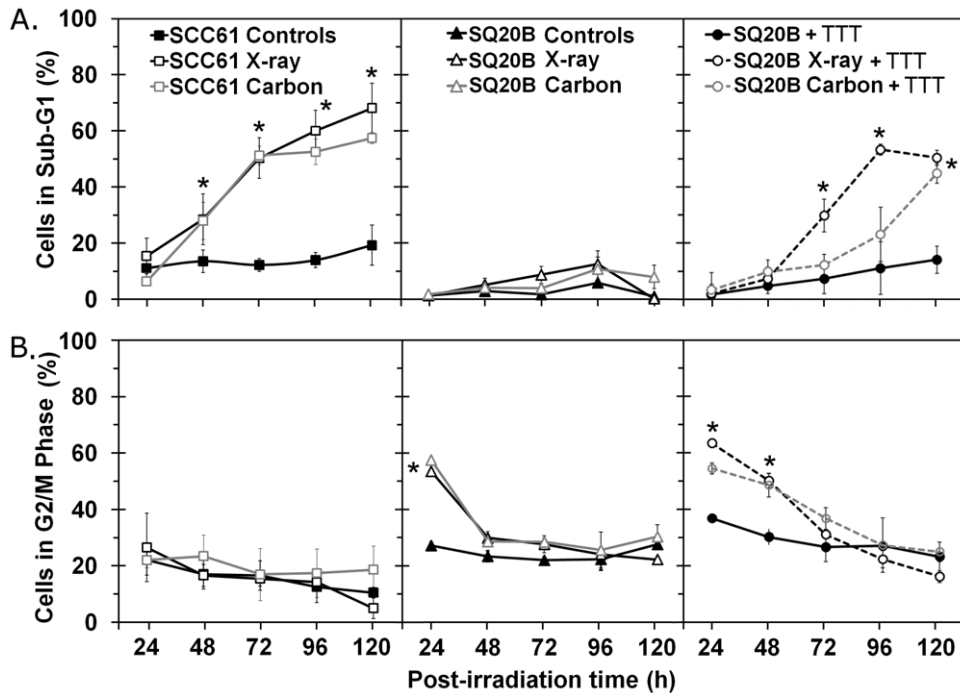 A.
Cells in Sub-G1 (%)
100
80
60
40
20
0
SCC61 Controls
SCC61 X-ray
SCC61 Carbon
* * * *
SQ20B Controls
SQ20B X-ray
SQ20B Carbon
SQ20B + TTT
SQ20B X-ray + TTT
SQ20B Carbon + TTT
* * *
B.
Cells in G2/M Phase (%)
100
80
60
40
20
0
*
* *
24 48 72 96 120
24 48 72 96 120
24 48 72 96 120
Post-irradiation time (h)